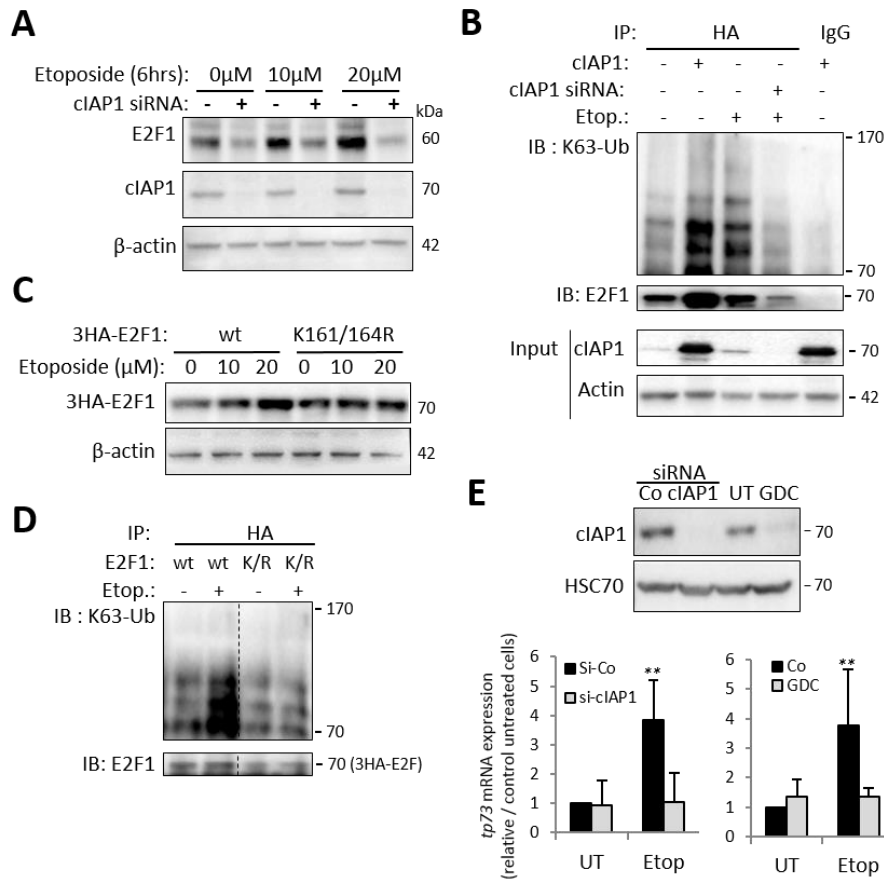 A
Etoposide (6hrs): 0µM 10µM 20µM
cIAP1 siRNA: - + - + - + kDa
E2F1 60
cIAP1 70
β-actin 42
B
IP: HA IgG
cIAP1: - + - - +
cIAP1 siRNA: - - - + -
Etop.: - - + + -
IB : K63-Ub - 170
- 70
IB: E2F1 - 70
Input cIAP1 - 70
Actin - 42
C
3HA-E2F1: wt K161/164R
Etoposide (µM): 0 10 20 0 10 20
3HA-E2F1 70
β-actin 42
D
IP: HA
E2F1: wt wt K/R K/R
Etop.: - + - +
IB : K63-Ub - 170
- 70
IB: E2F1 - 70 (3HA-E2F)
E
siRNA
Co cIAP1 UT GDC
cIAP1 - 70
HSC70 - 70
tp73 mRNA expression
(relative / control untreated cells)
6
5
4
3
2
1
0
Si-Co
si-cIAP1
**
UT Etop
6
5
4
3
2
1
0
Co
GDC
**
UT Etop